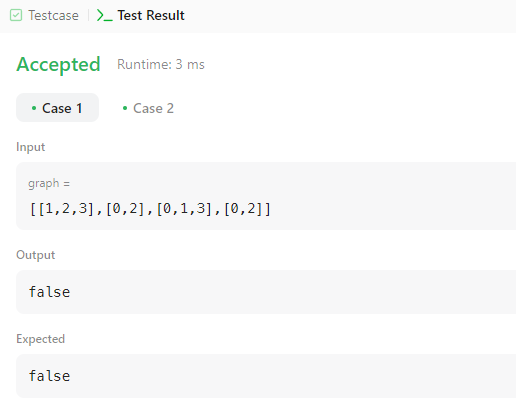 Testcase Test Result
Accepted Runtime: 3 ms
Case 1 Case 2
Input
graph =
[[1,2,3],[0,2],[0,1,3],[0,2]]
Output
false
Expected
false